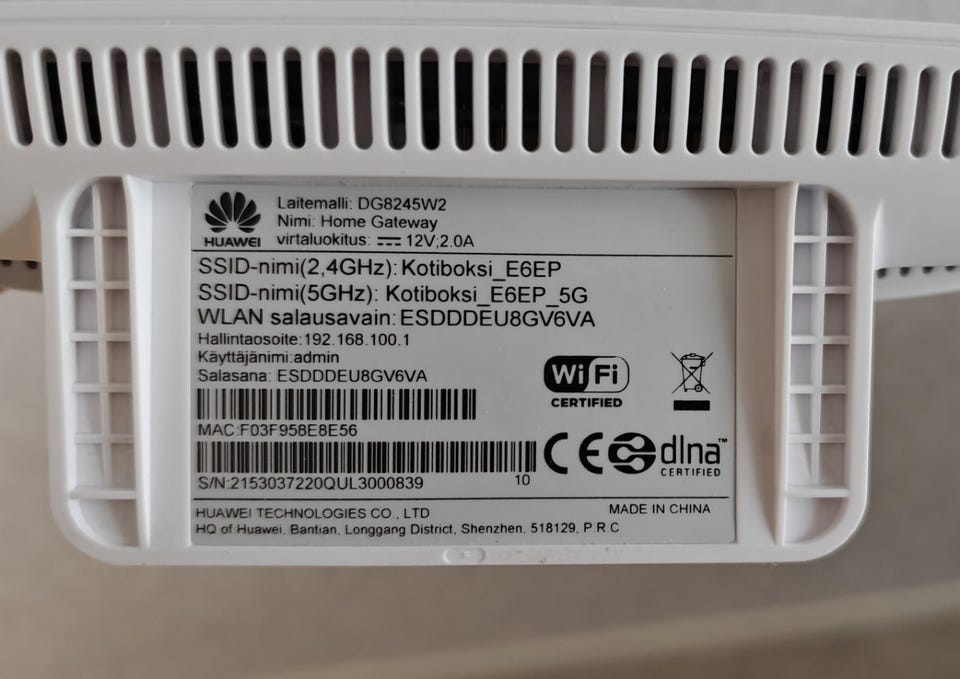 HUAWEI
Laitemalli: DG8245W2
Nimi: Home Gateway
virtaluokitus: 12V;2.0A
SSID-nimi(2,4GHz): Kotiboksi_E6EP
SSID-nimi(5GHz): Kotiboksi_E6EP_5G
WLAN salausavain: ESDDDEU8GV6VA
Hallintaosoite:192.168.100.1
Käyttäjänimi:admin
Salasana: ESDDDEU8GV6VA
WiFi
CERTIFIED
MAC:F03F958E8E56
CE
dlna™
CERTIFIED
S/N:2153037220QUL3000839 10
HUAWEI TECHNOLOGIES CO., LTD MADE IN CHINA
HQ of Huawei, Bantian, Longgang District, Shenzhen. 518129, P R C